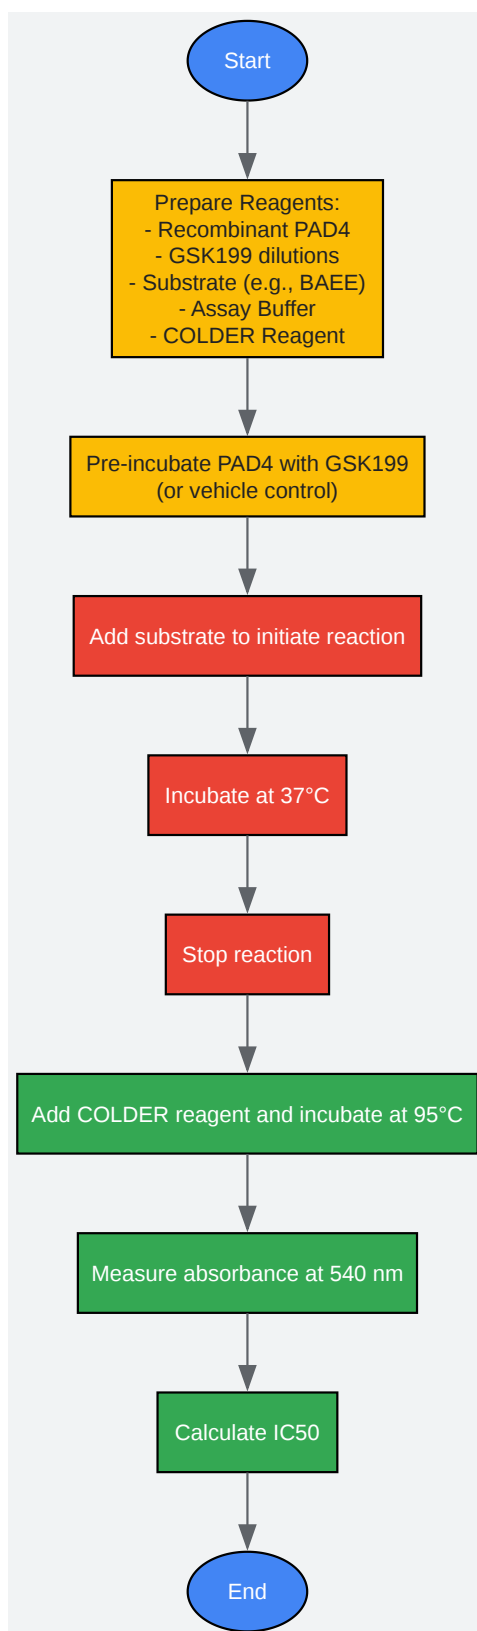 Start
Prepare Reagents:
- Recombinant PAD4
- GSK199 dilutions
- Substrate (e.g., BAEE)
- Assay Buffer
- COLDER Reagent
Pre-incubate PAD4 with GSK199
(or vehicle control)
Add substrate to initiate reaction
Incubate at 37°C
Stop reaction
Add COLDER reagent and incubate at 95°C
Measure absorbance at 540 nm
Calculate IC50
End